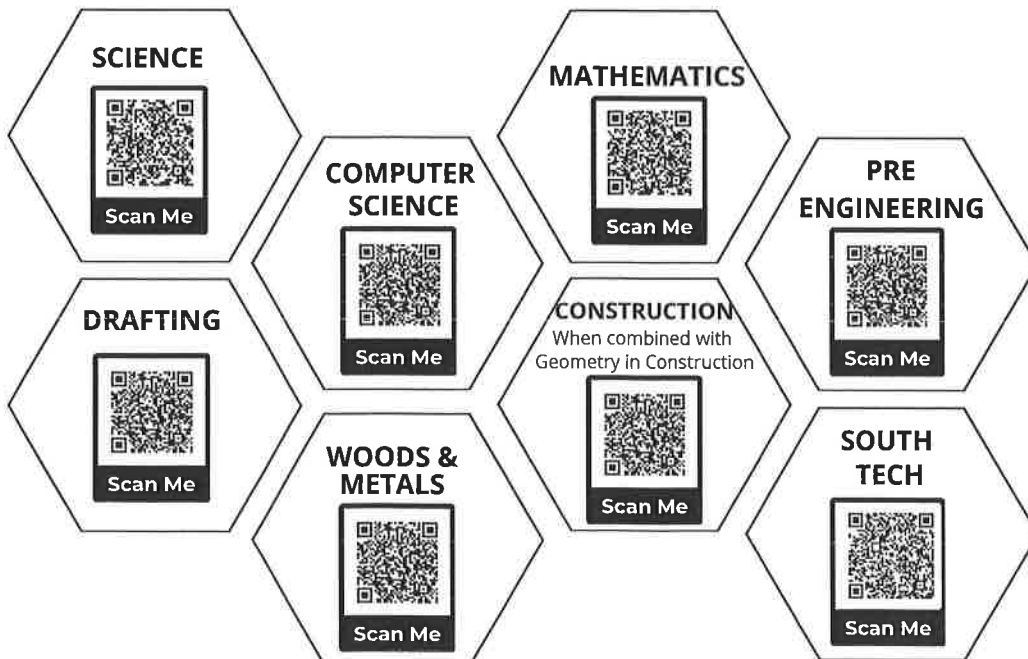 SCIENCE
Scan Me
MATHEMATICS
Scan Me
COMPUTER
SCIENCE
Scan Me
PRE
ENGINEERING
Scan Me
DRAFTING
Scan Me
CONSTRUCTION
When combined with
Geometry in Construction
Scan Me
WOODS &
METALS
Scan Me
SOUTH
TECH
Scan Me